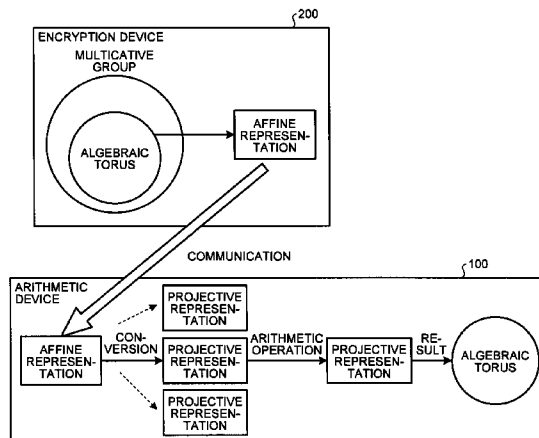 200
ENCRYPTION DEVICE
MULTICATIVE
GROUP
ALGEBRAIC
TORUS
AFFINE
REPRESEN-
TATION
COMMUNICATION
100
ARITHMETIC
DEVICE
PROJECTIVE
REPRESEN-
TATION
AFFINE
REPRESEN-
TATION
CON-
VERSION
PROJECTIVE
REPRESEN-
TATION
ARITHMETIC
OPERATION
PROJECTIVE
REPRESEN-
TATION
RE-
SULT
ALGEBRAIC
TORUS
PROJECTIVE
REPRESEN-
TATION